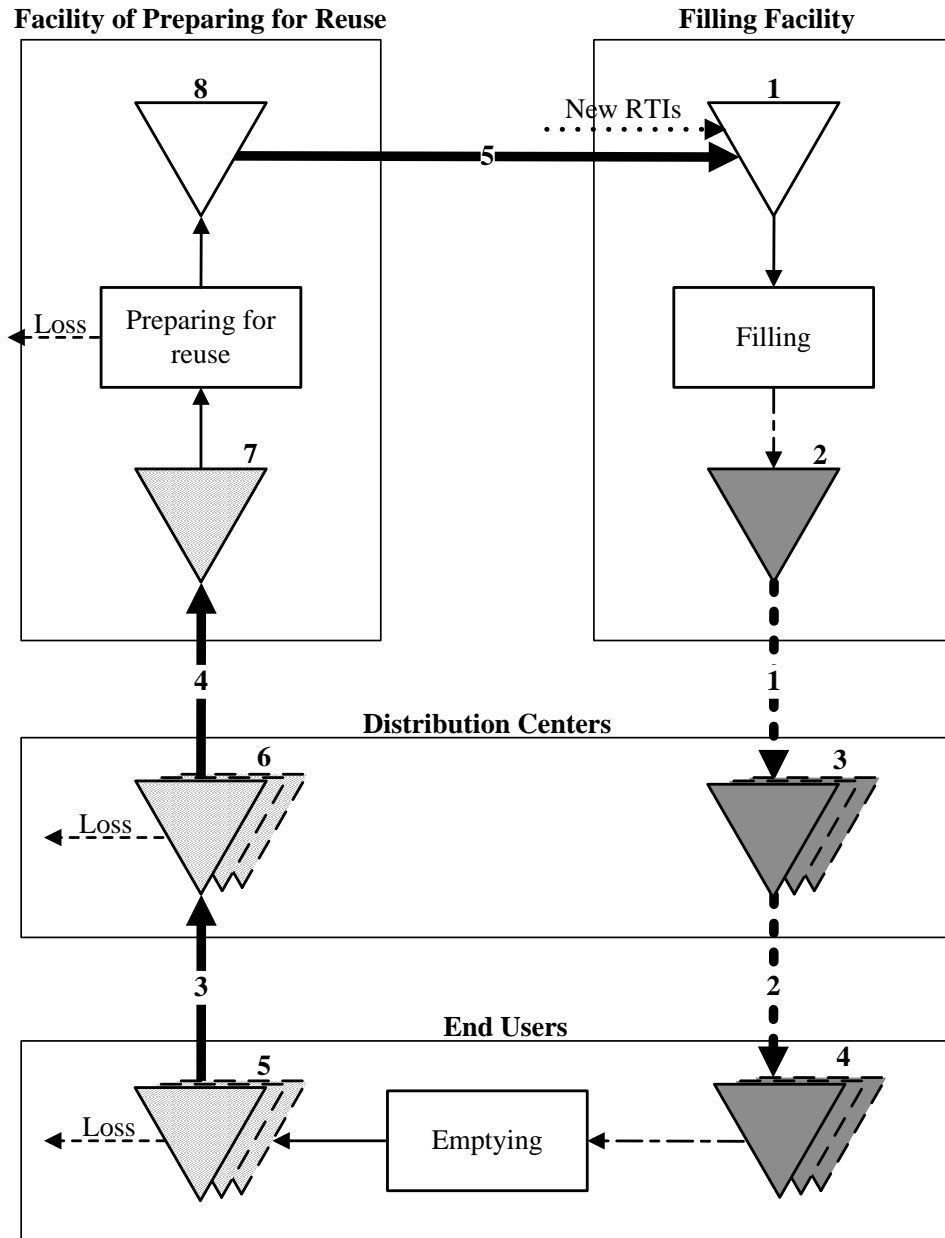 Facility of Preparing for Reuse
Filling Facility
8
1
New RTIs
5
Loss
Preparing for
reuse
Filling
7
2
4
1
Distribution Centers
6
3
Loss
3
2
End Users
5
4
Loss
Emptying